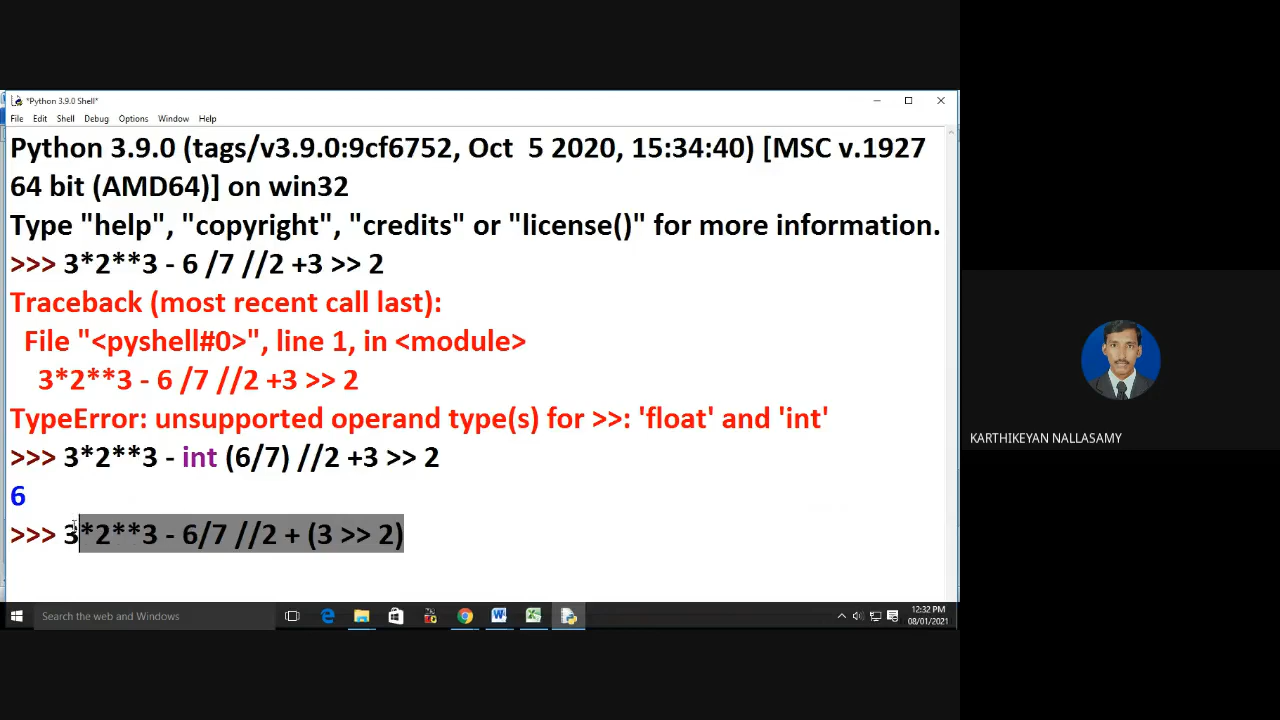 *Python 3.9.0 Shell*
File Edit Shell Debug Options Window Help
Python 3.9.0 (tags/v3.9.0:9cf6752, Oct  5 2020, 15:34:40) [MSC v.1927
64 bit (AMD64)] on win32
Type "help", "copyright", "credits" or "license()" for more information.
>>> 3*2**3 - 6 /7 //2 +3 >> 2
Traceback (most recent call last):
File "<pyshell#0>", line 1, in <module>
3*2**3 - 6 /7 //2 +3 >> 2
TypeError: unsupported operand type(s) for >>: 'float' and 'int'
>>> 3*2**3 - int (6/7) //2 +3 >> 2
6
>>> 3*2**3 - 6/7 //2 + (3 >> 2)
KARTHIKEYAN NALLASAMY
Search the web and Windows
12:32 PM
08/01/2021